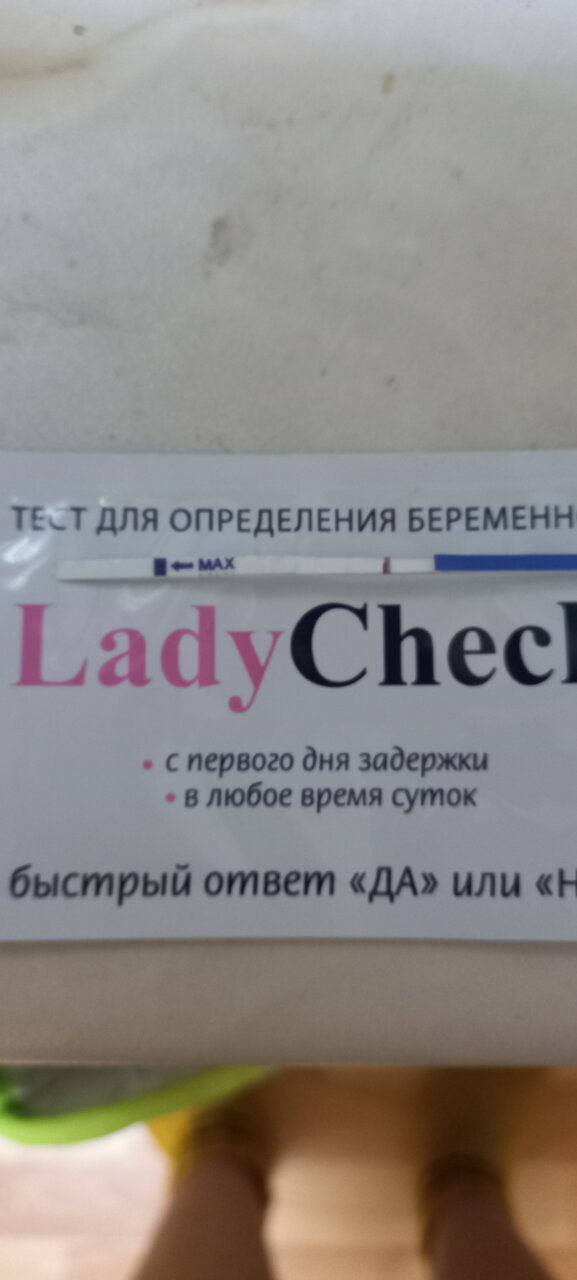 ТЕСТ ДЛЯ ОПРЕДЕЛЕНИЯ БЕРЕМЕНН
MAX
LadyChec
• с первого дня задержки
• в любое время суток
быстрый ответ «ДА» или «Н